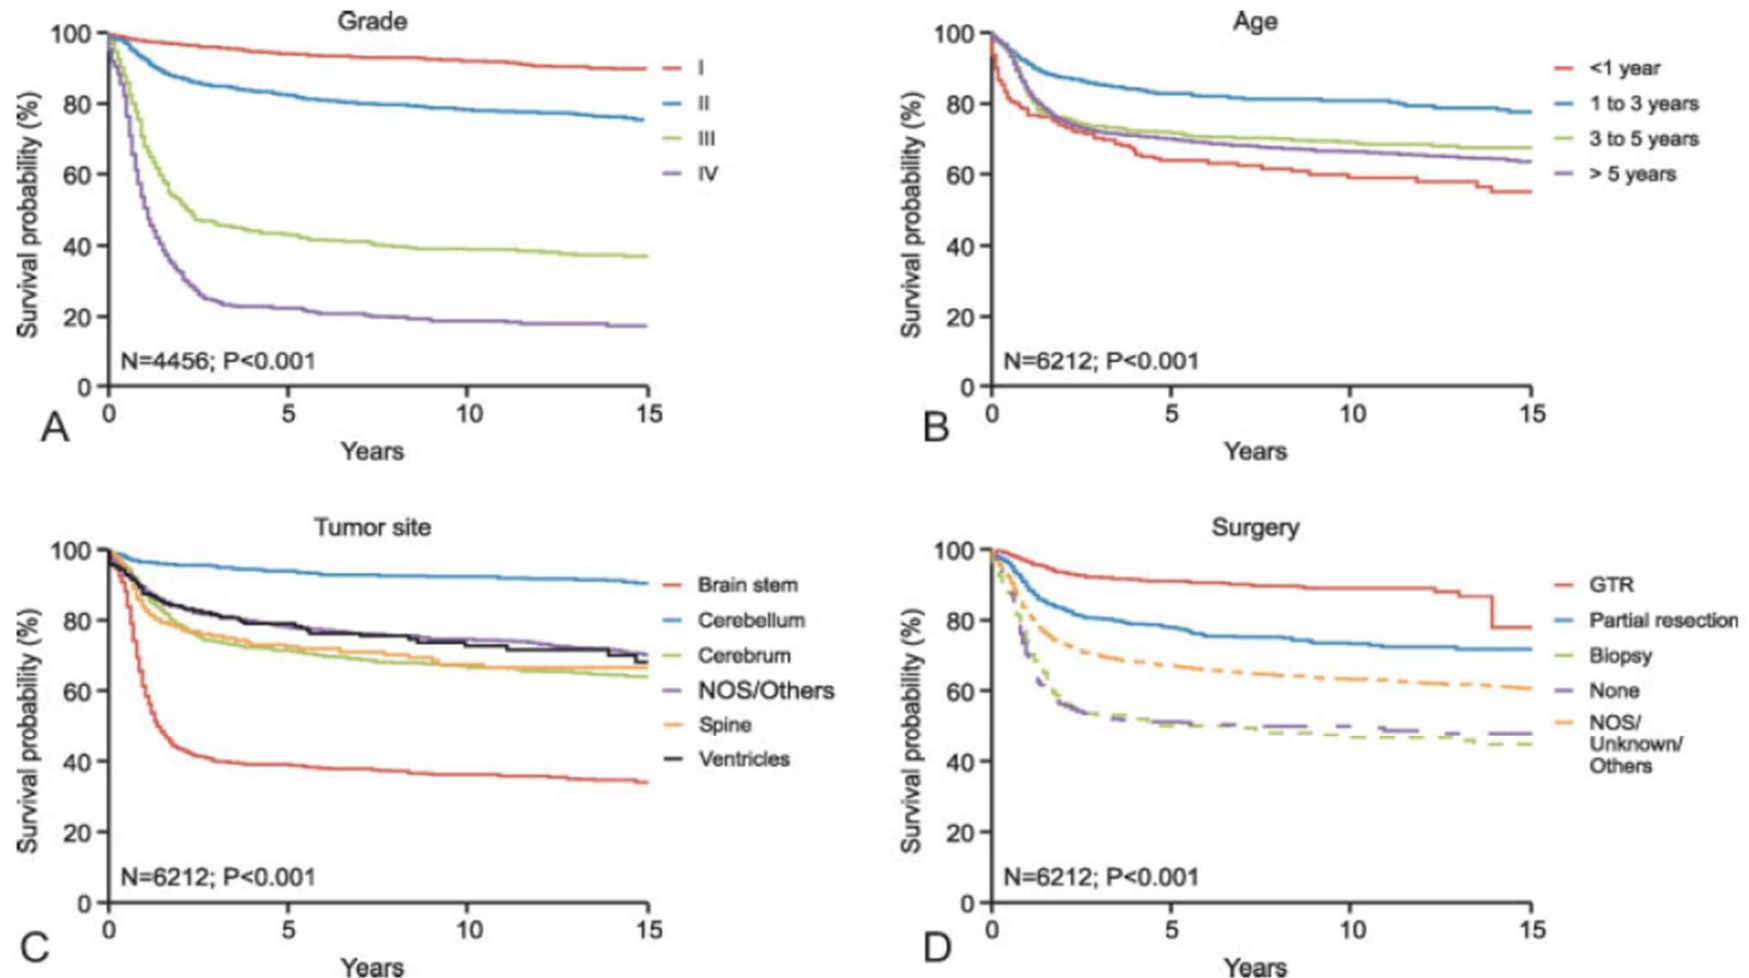 Grade
Survival probability (%)
100
80
60
40
20
0
0 5 10 15
Years
N=4456; P<0.001
I
II
III
IV
A
Age
Survival probability (%)
100
80
60
40
20
0
0 5 10 15
Years
N=6212; P<0.001
<1 year
1 to 3 years
3 to 5 years
> 5 years
B
Tumor site
Survival probability (%)
100
80
60
40
20
0
0 5 10 15
Years
N=6212; P<0.001
Brain stem
Cerebellum
Cerebrum
NOS/Others
Spine
Ventricles
C
Surgery
Survival probability (%)
100
80
60
40
20
0
0 5 10 15
Years
N=6212; P<0.001
GTR
Partial resection
Biopsy
None
NOS/
Unknown/
Others
D